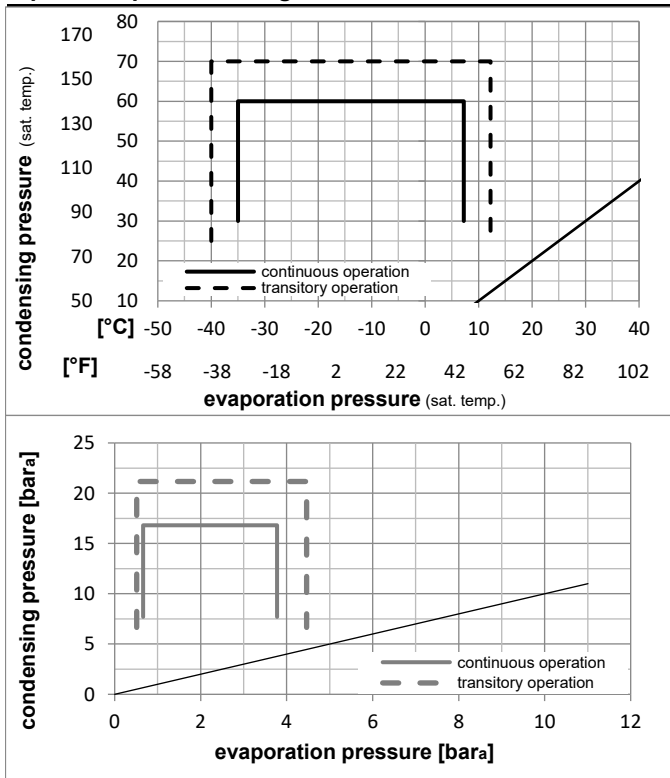 170
150
130
110
90
70
50
80
70
60
50
40
30
20
10
condensing pressure (sat. temp.)
continuous operation
transitory operation
[°C] -50 -40 -30 -20 -10 0 10 20 30 40
[°F] -58 -38 -18 2 22 42 62 82 102
evaporation pressure (sat. temp.)
25
20
15
10
5
0
condensing pressure [bara]
continuous operation
transitory operation
0 2 4 6 8 10 12
evaporation pressure [bara]